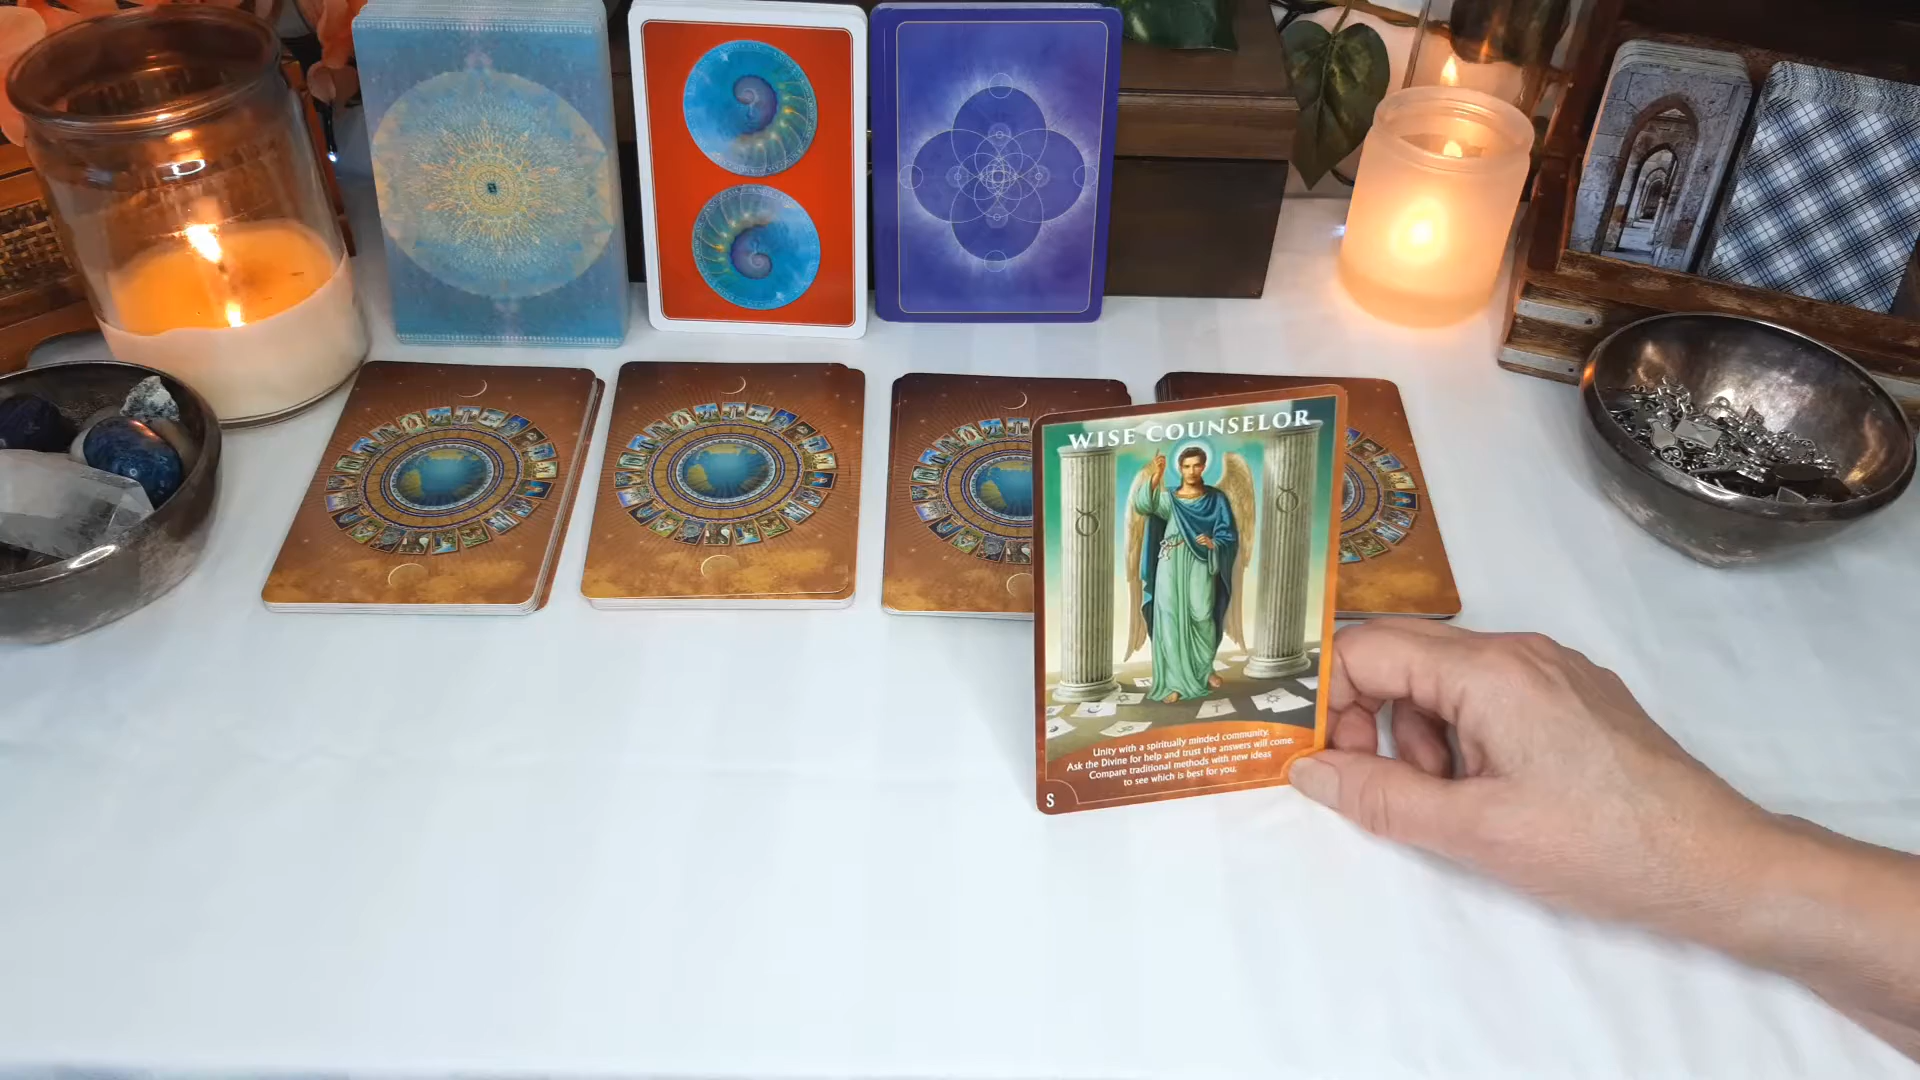 WISE COUNSELOR
Unity with a spiritually minded community.
Ask the Divine for help and trust the answers will come.
Compare traditional methods with new ideas
to see which is best for you.
S